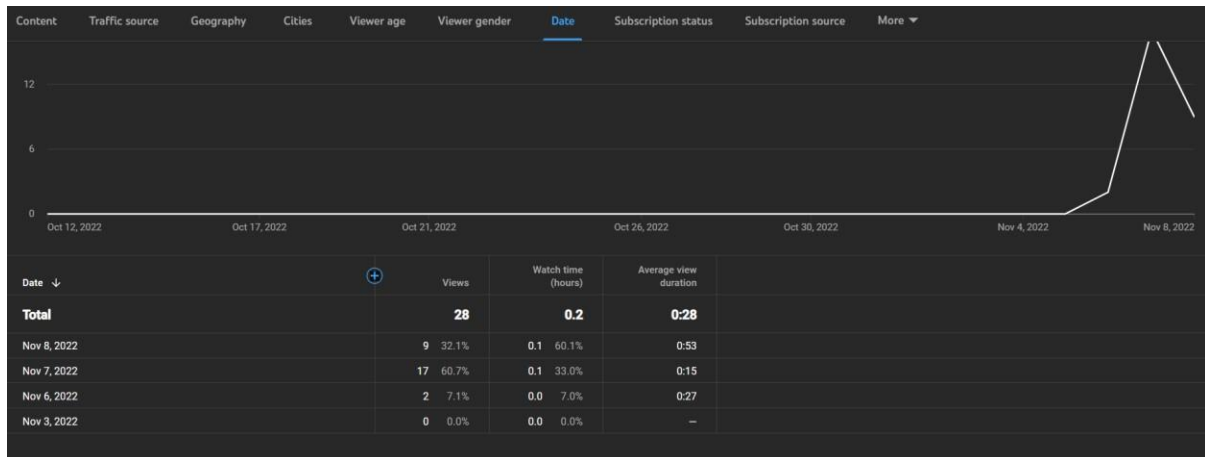 Content Traffic source Geography Cities Viewer age Viewer gender Date Subscription status Subscription source More
12
6
0
Oct 12, 2022 Oct 17, 2022 Oct 21, 2022 Oct 26, 2022 Oct 30, 2022 Nov 4, 2022 Nov 8, 2022
Date ↓ Views Watch time (hours) Average view duration
Total 28 0.2 0:28
Nov 8, 2022 9 32.1% 0.1 60.1% 0:53
Nov 7, 2022 17 60.7% 0.1 33.0% 0:15
Nov 6, 2022 2 7.1% 0.0 7.0% 0:27
Nov 3, 2022 0 0.0% 0.0 0.0% —